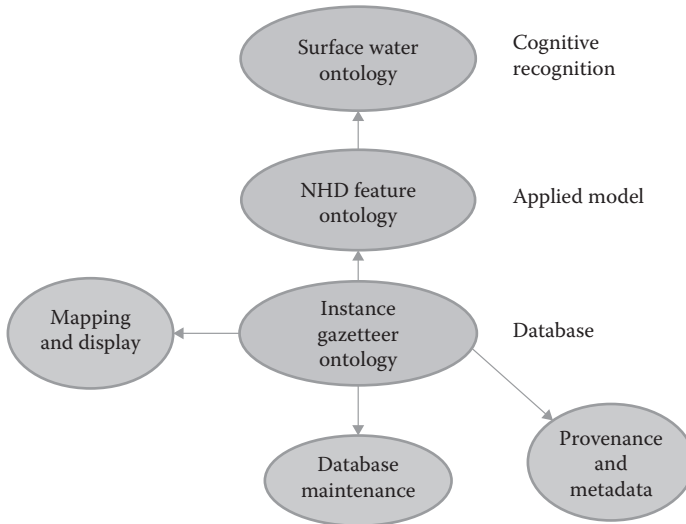 Surface water
ontology
Cognitive
recognition
NHD feature
ontology
Applied model
Mapping
and display
Instance
gazetteer
ontology
Database
Database
maintenance
Provenance
and
metadata